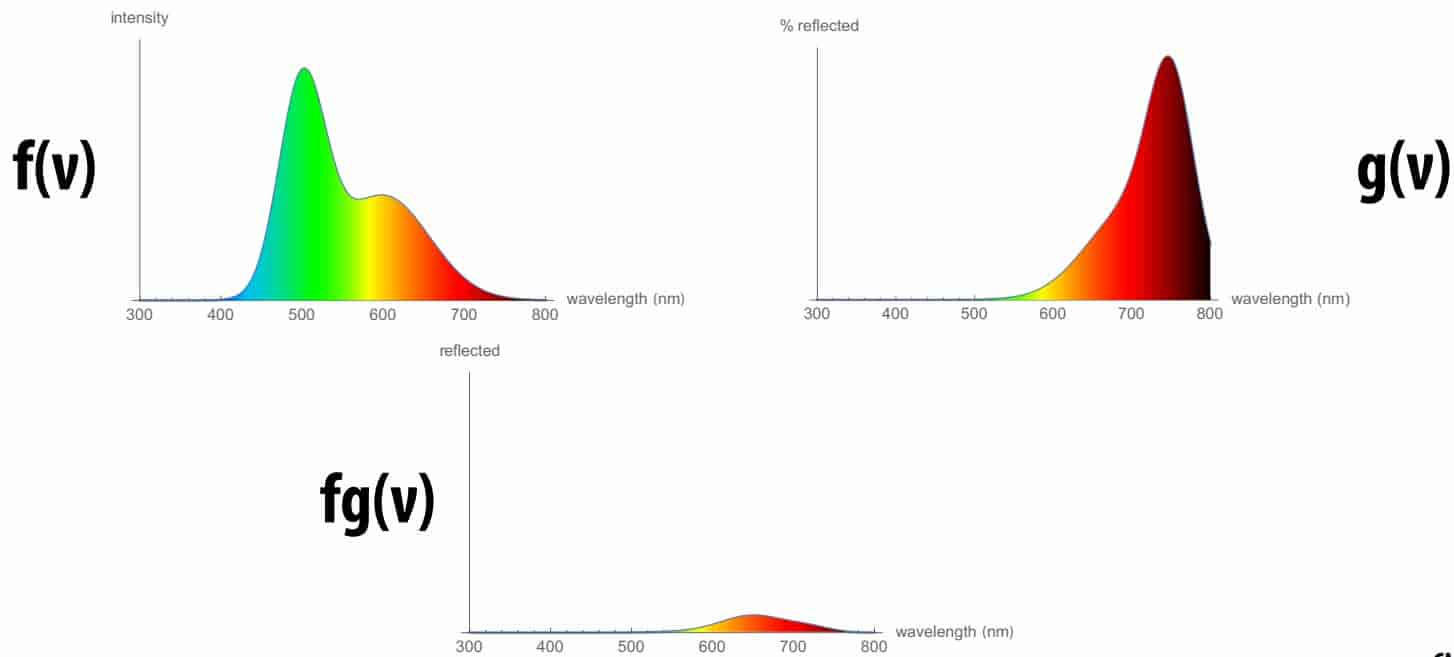 intensity
f(ν)
wavelength (nm)
300 400 500 600 700 800
% reflected
g(ν)
wavelength (nm)
300 400 500 600 700 800
reflected
fg(ν)
wavelength (nm)
300 400 500 600 700 800